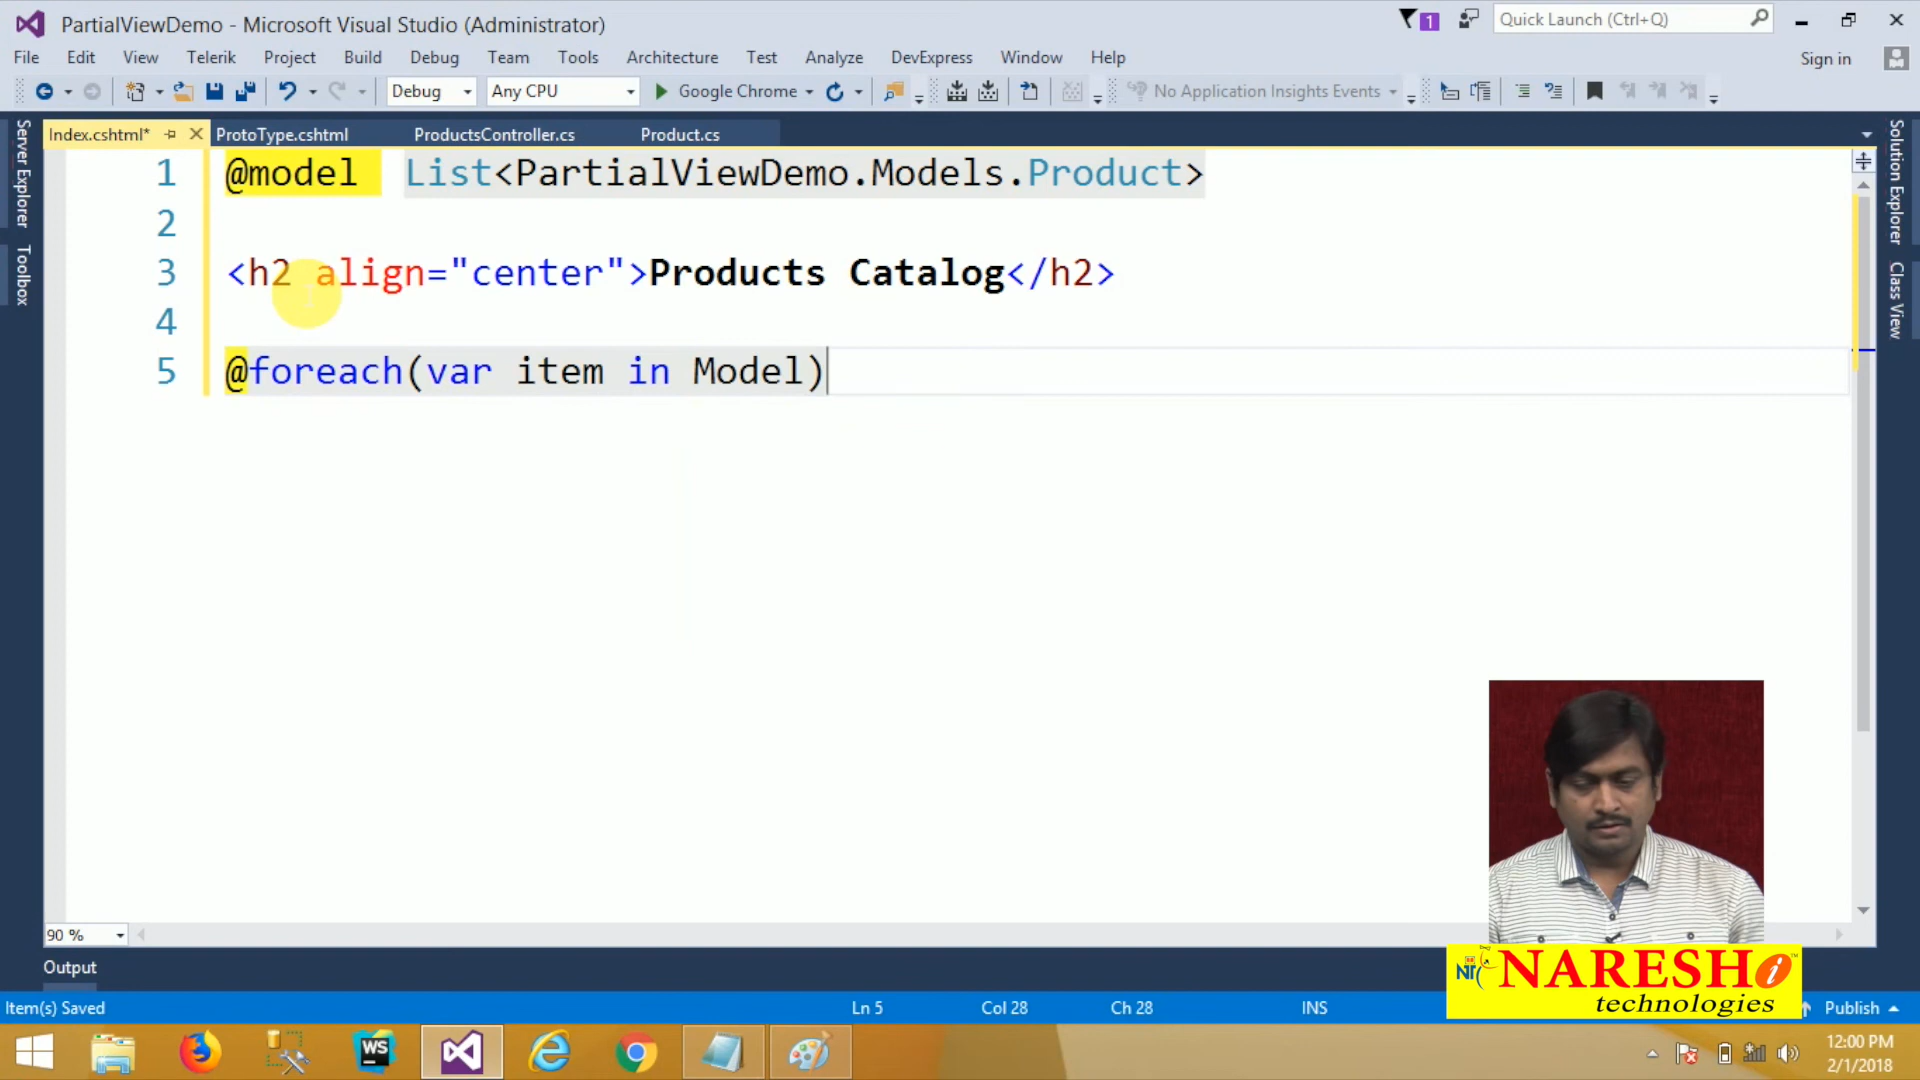 PartialViewDemo - Microsoft Visual Studio (Administrator)
1
Quick Launch (Ctrl+Q)
File Edit View Telerik Project Build Debug Team Tools Architecture Test Analyze DevExpress Window Help
Sign in
Debug Any CPU Google Chrome No Application Insights Events
Index.cshtml* ProtoType.cshtml ProductsController.cs Product.cs
Server Explorer
Toolbox
Solution Explorer
Class View
1 @model List<PartialViewDemo.Models.Product>
2
3 <h2 align="center">Products Catalog</h2>
4
5 @foreach(var item in Model)
90 %
Output
NARESH i
technologies
Item(s) Saved Ln 5 Col 28 Ch 28 INS Publish
WS
12:00 PM
2/1/2018